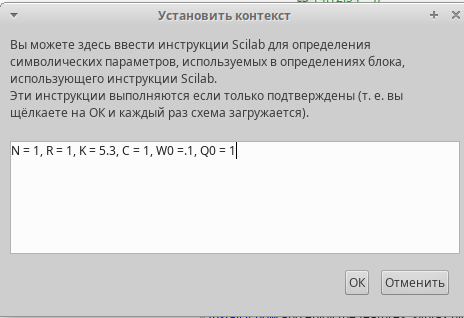 Установить контекст
Вы можете здесь ввести инструкции Scilab для определения
символических параметров, используемых в определениях блока,
использующего инструкции Scilab.
Эти инструкции выполняются если только подтверждены (т. е. вы
щёлкаете на ОК и каждый раз схема загружается).
N = 1, R = 1, K = 5.3, C = 1, W0 =.1, Q0 = 1
ОК Отменить